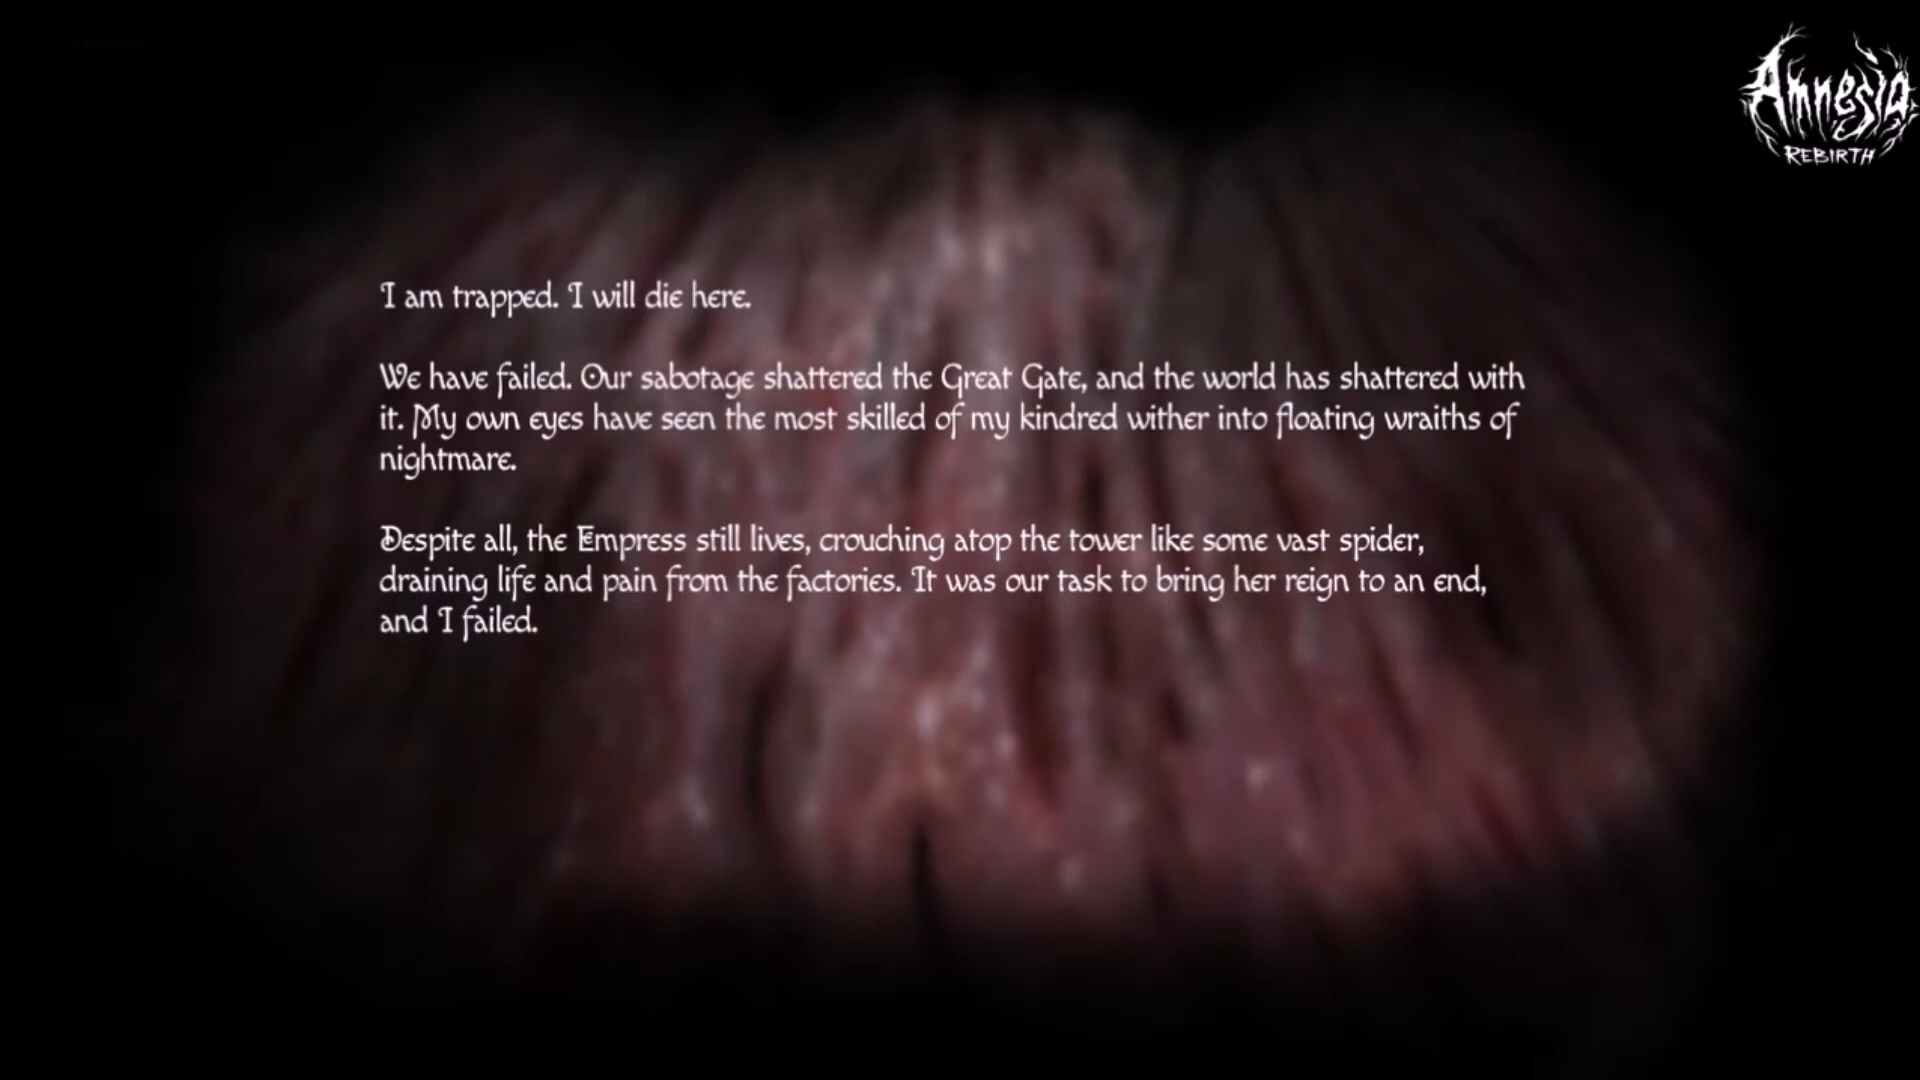 Amnesia
REBIRTH
I am trapped. I will die here.
We have failed. Our sabotage shattered the Great Gate, and the world has shattered with
it. My own eyes have seen the most skilled of my kindred wither into floating wraiths of
nightmare.
Despite all, the Empress still lives, crouching atop the tower like some vast spider,
draining life and pain from the factories. It was our task to bring her reign to an end,
and I failed.